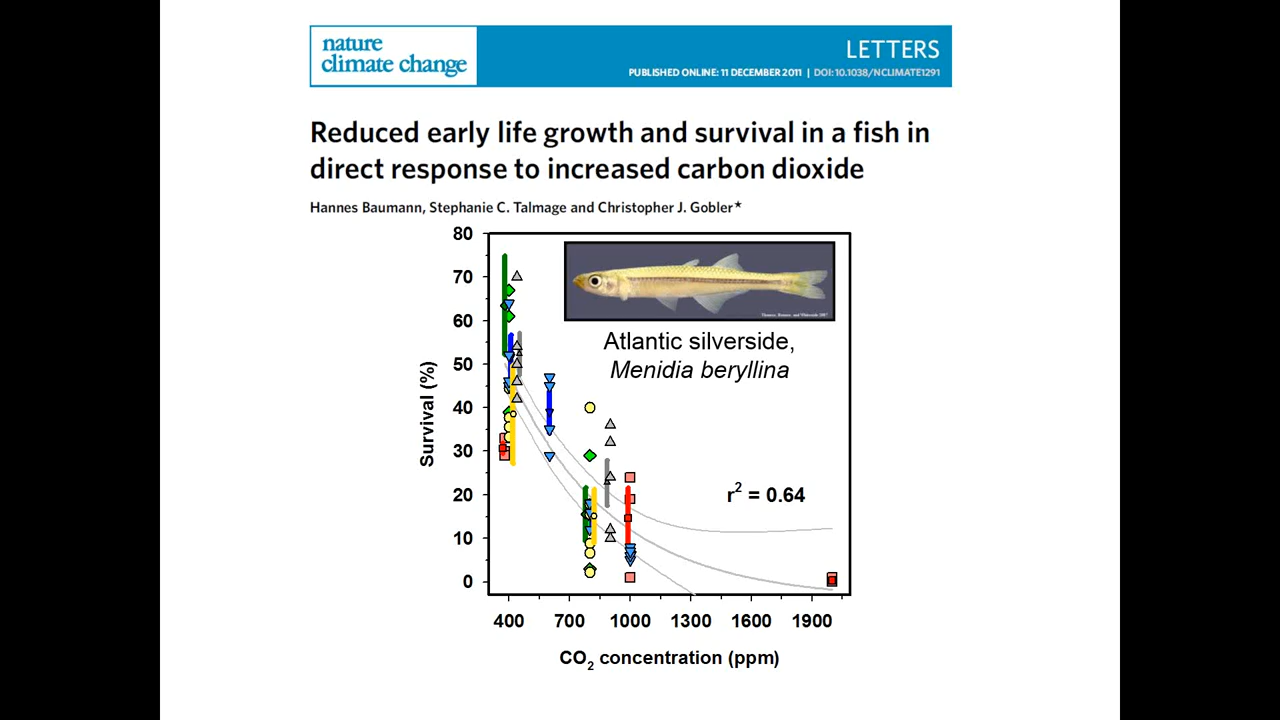 nature
climate change
LETTERS
PUBLISHED ONLINE: 11 DECEMBER 2011 | DOI: 10.1038/NCLIMATE1291
Reduced early life growth and survival in a fish in
direct response to increased carbon dioxide
Hannes Baumann, Stephanie C. Talmage and Christopher J. Gobler★
80
70
60
50
40
30
20
10
0
Survival (%)
Atlantic silverside,
Menidia beryllina
r² = 0.64
400 700 1000 1300 1600 1900
CO₂ concentration (ppm)